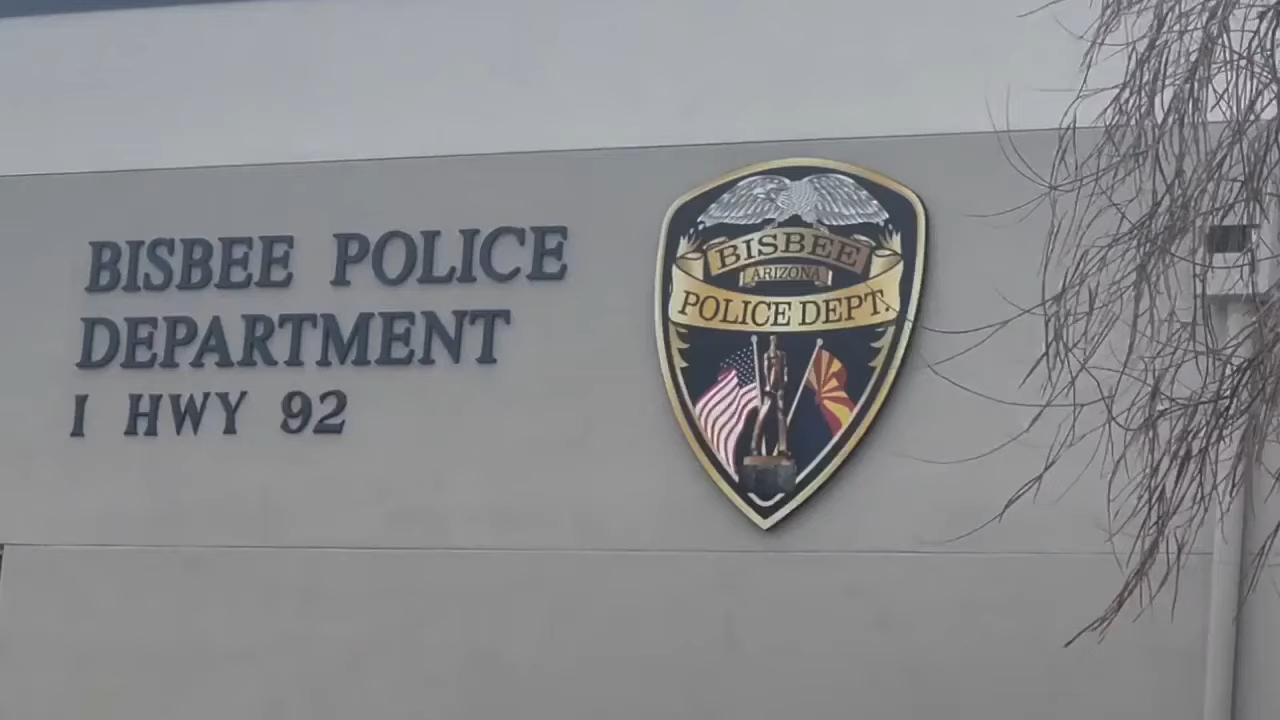 BISBEE POLICE
DEPARTMENT
1 HWY 92
BISBEE
ARIZONA
POLICE DEPT.